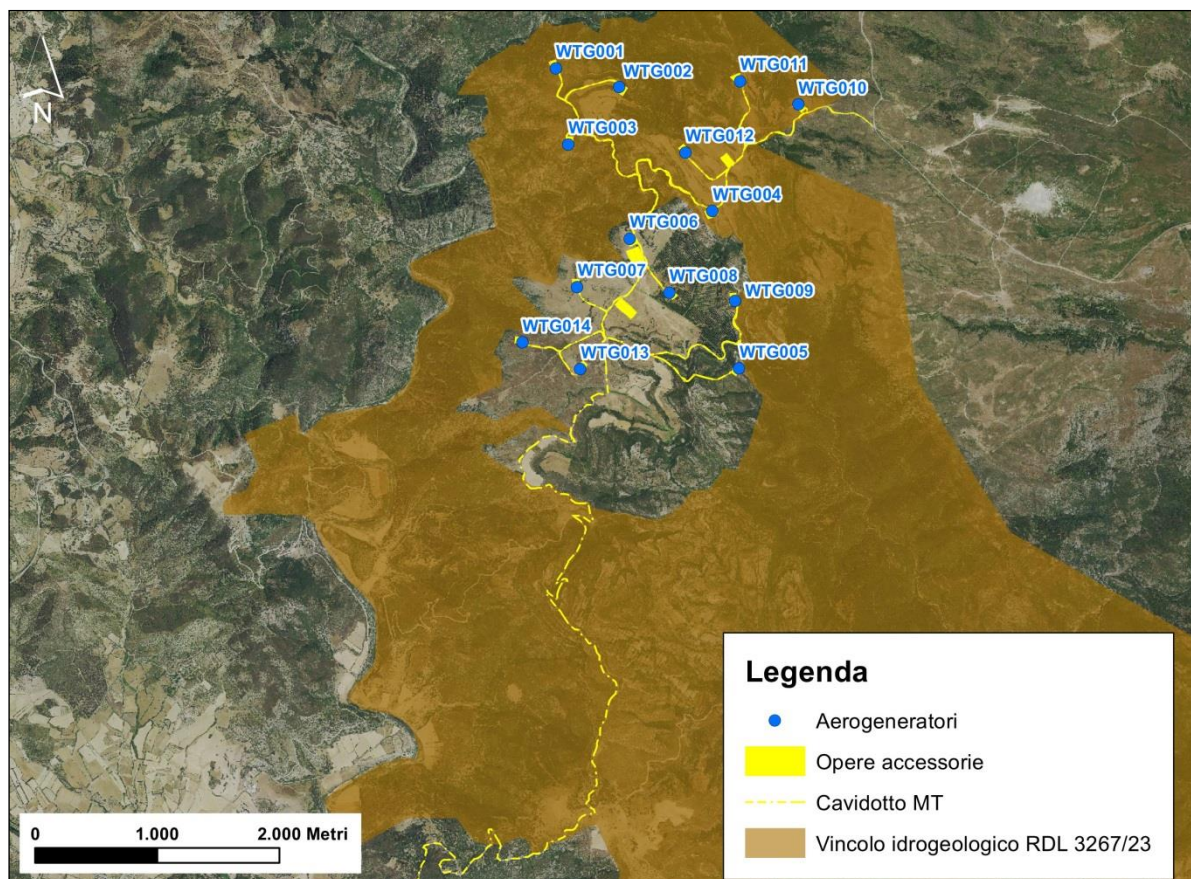 N
WTG001
WTG002
WTG011
WTG010
WTG003
WTG012
WTG004
WTG006
WTG007
WTG008
WTG009
WTG014
WTG013
WTG005
Legenda
Aerogeneratori
Opere accessorie
Cavidotto MT
Vincolo idrogeologico RDL 3267/23
0 1.000 2.000 Metri